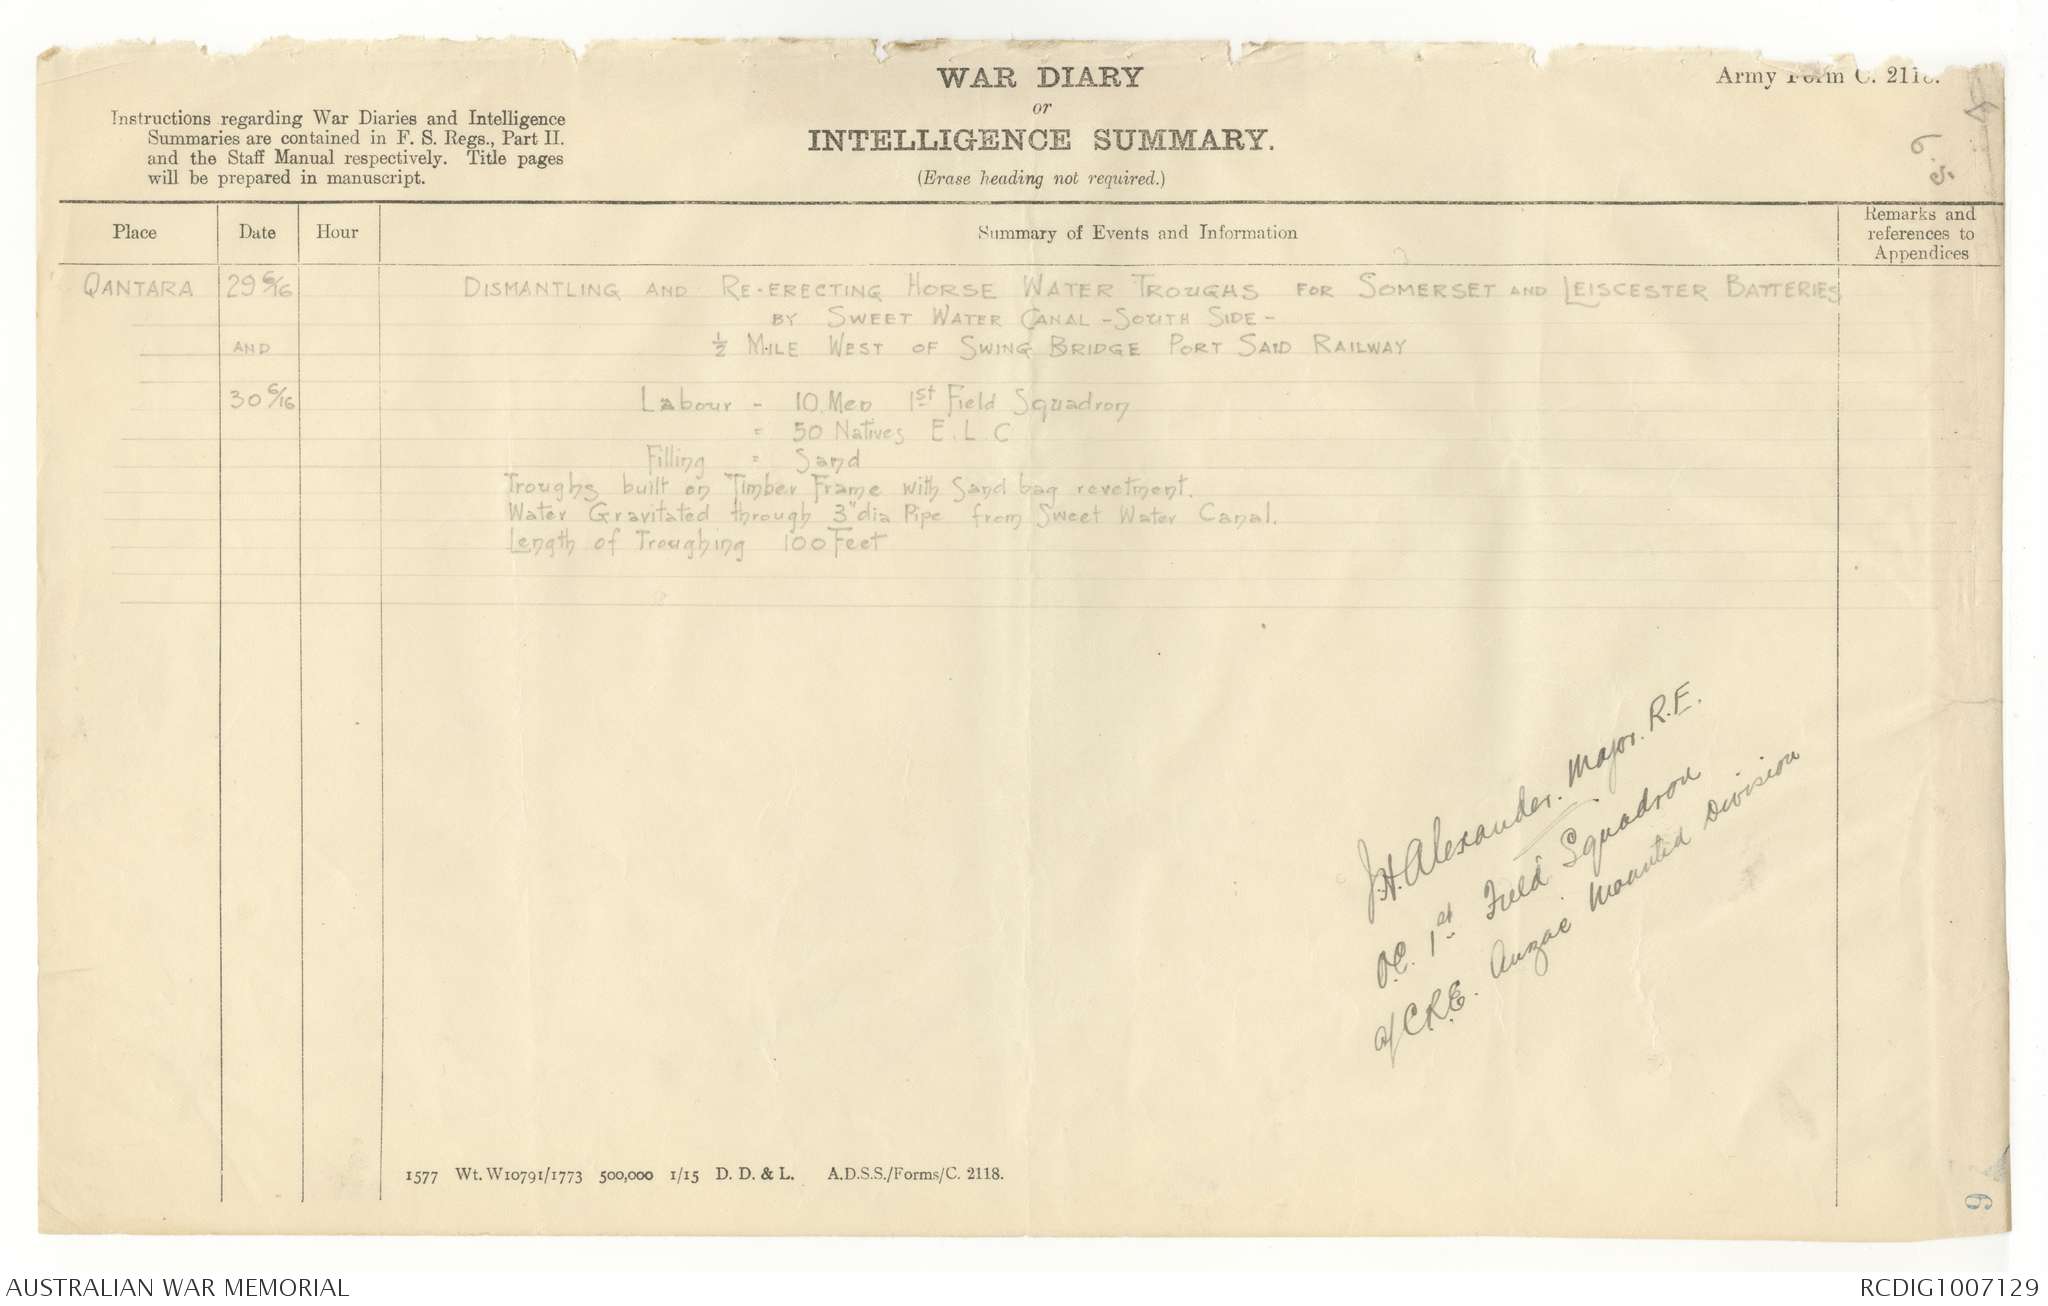 WAR DIARY
or
INTELLIGENCE SUMMARY.
(Erase heading not required.)
Army Form C. 2118.
Instructions regarding War Diaries and Intelligence
Summaries are contained in F. S. Regs., Part II.
and the Staff Manual respectively. Title pages
will be prepared in manuscript.
Place Date Hour Summary of Events and Information Remarks and references to Appendices
QANTARA 29 6/16 DISMANTLING AND RE-ERECTING HORSE WATER TROUGHS FOR SOMERSET AND LEISCESTER BATTERIES
BY SWEET WATER CANAL - SOUTH SIDE -
AND ½ MILE WEST OF SWING BRIDGE PORT SAID RAILWAY
30 6/16 Labour - 10 Men 1st Field Squadron
= 50 Natives E. L. C
Filling = Sand
Troughs built on Timber Frame with Sand bag revetment.
Water Gravitated through 3" dia Pipe from Sweet Water Canal.
Length of Troughing 100 Feet
J.H. Alexander. Major. R.E.
O.C. 1st Field Squadron
a/ C.R.E. Anzac Mounted Division
1577 Wt. W10791/1773 500,000 1/15 D. D. & L. A.D.S.S./Forms/C. 2118.
9
AUSTRALIAN WAR MEMORIAL
RCDIG1007129